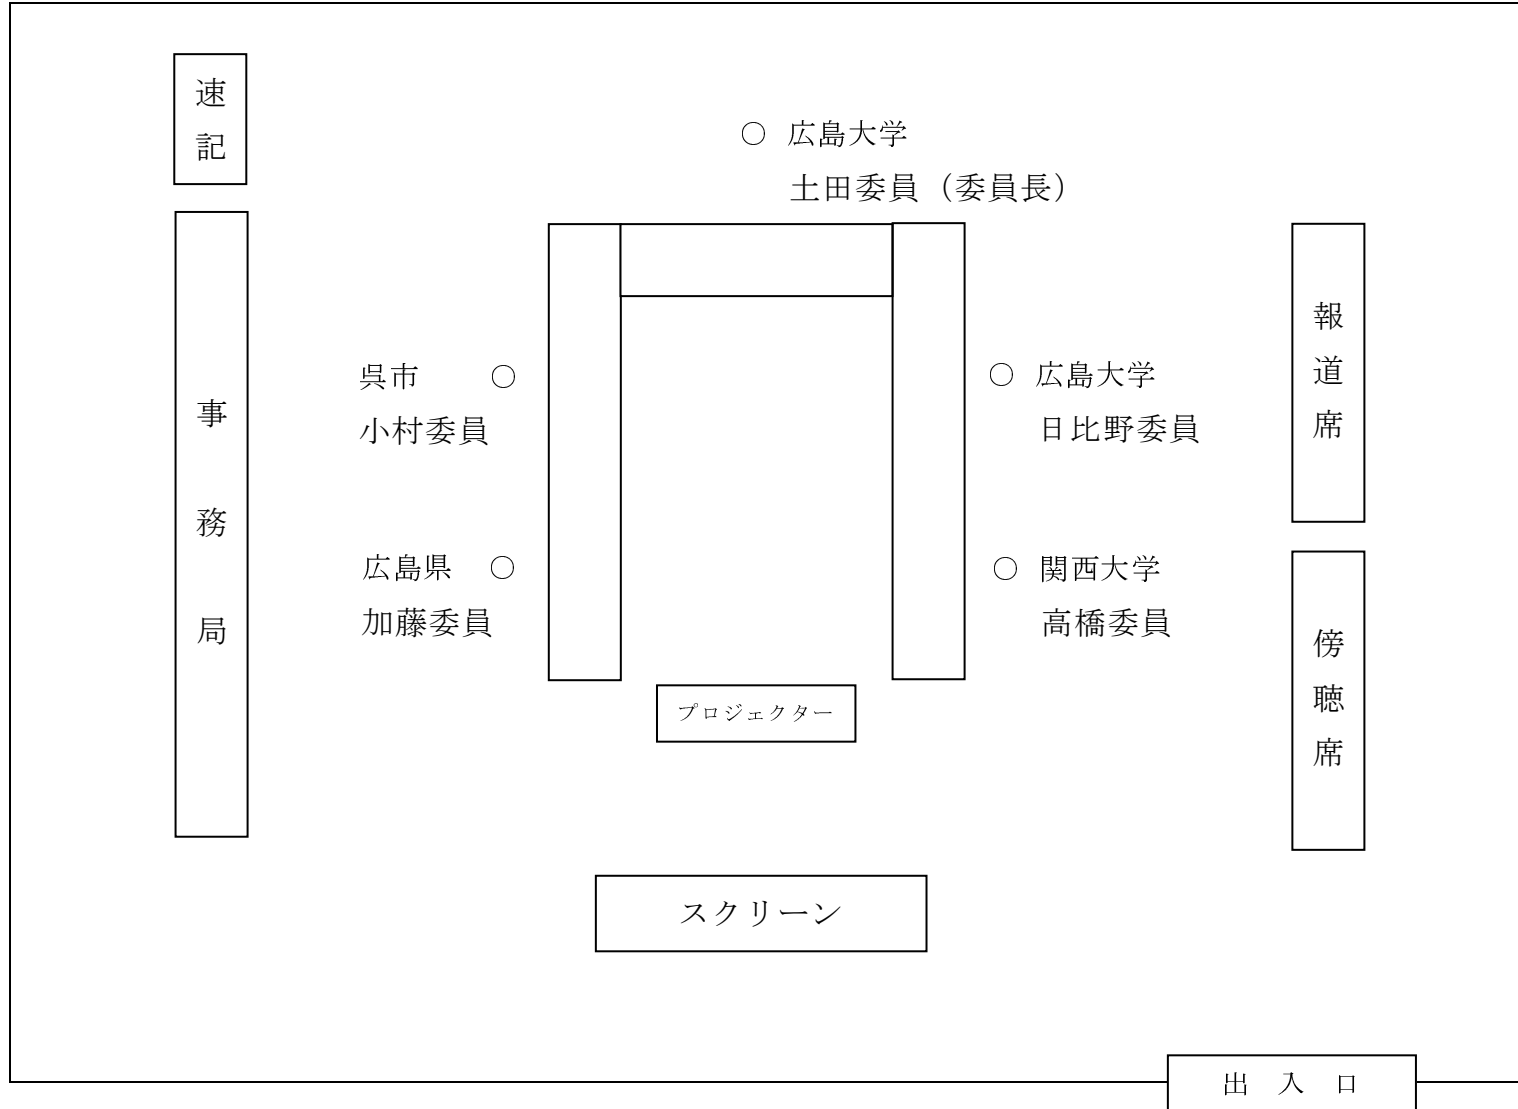 速記
○ 広島大学
土田委員（委員長）
事務局
呉市 ○
小村委員
○ 広島大学
日比野委員
報道席
広島県 ○
加藤委員
○ 関西大学
高橋委員
傍聴席
プロジェクター
スクリーン
出 入 口